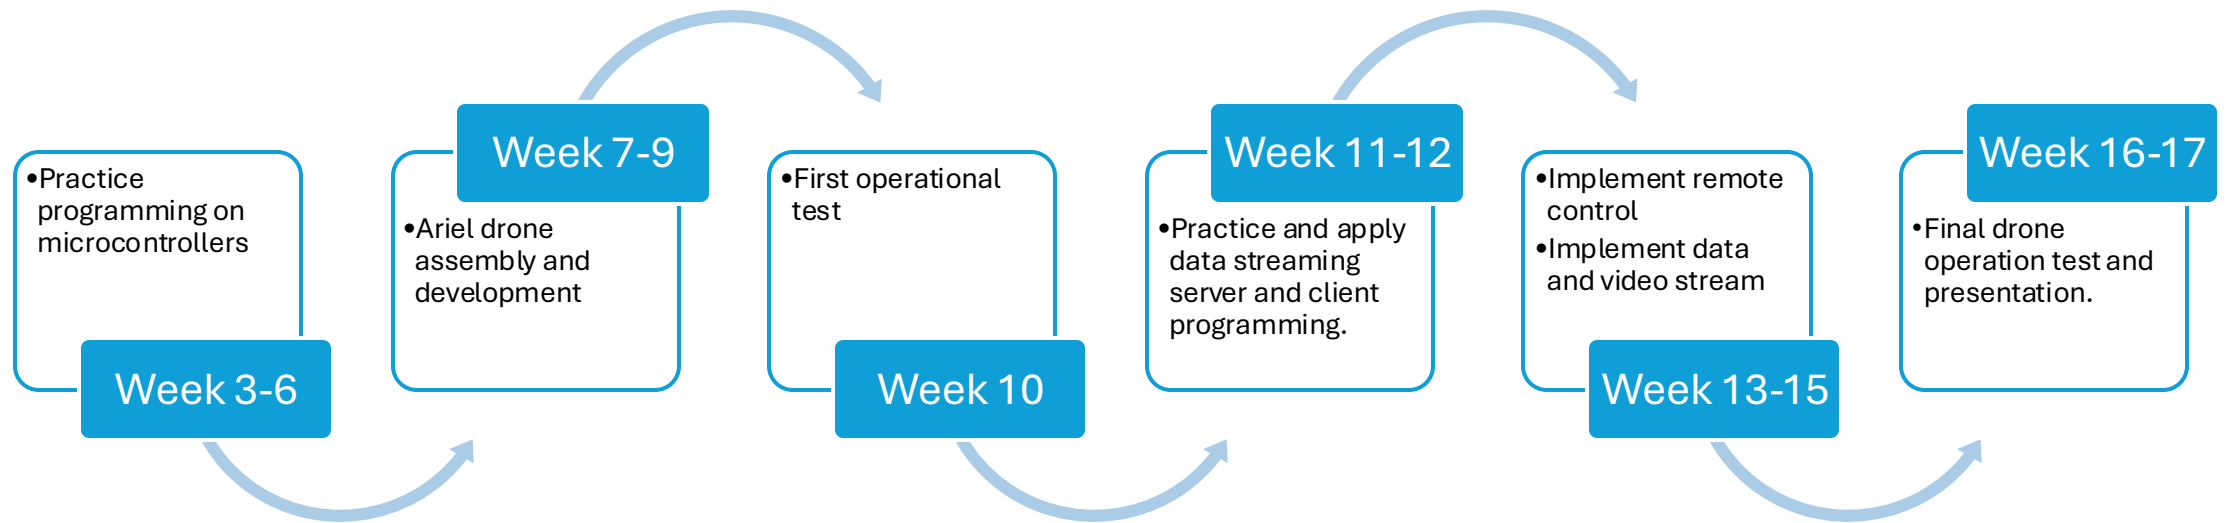 •Practice
programming on
microcontrollers
Week 3-6
Week 7-9
•Ariel drone
assembly and
development
•First operational
test
Week 10
Week 11-12
•Practice and apply
data streaming
server and client
programming.
•Implement remote
control
•Implement data
and video stream
Week 13-15
Week 16-17
•Final drone
operation test and
presentation.